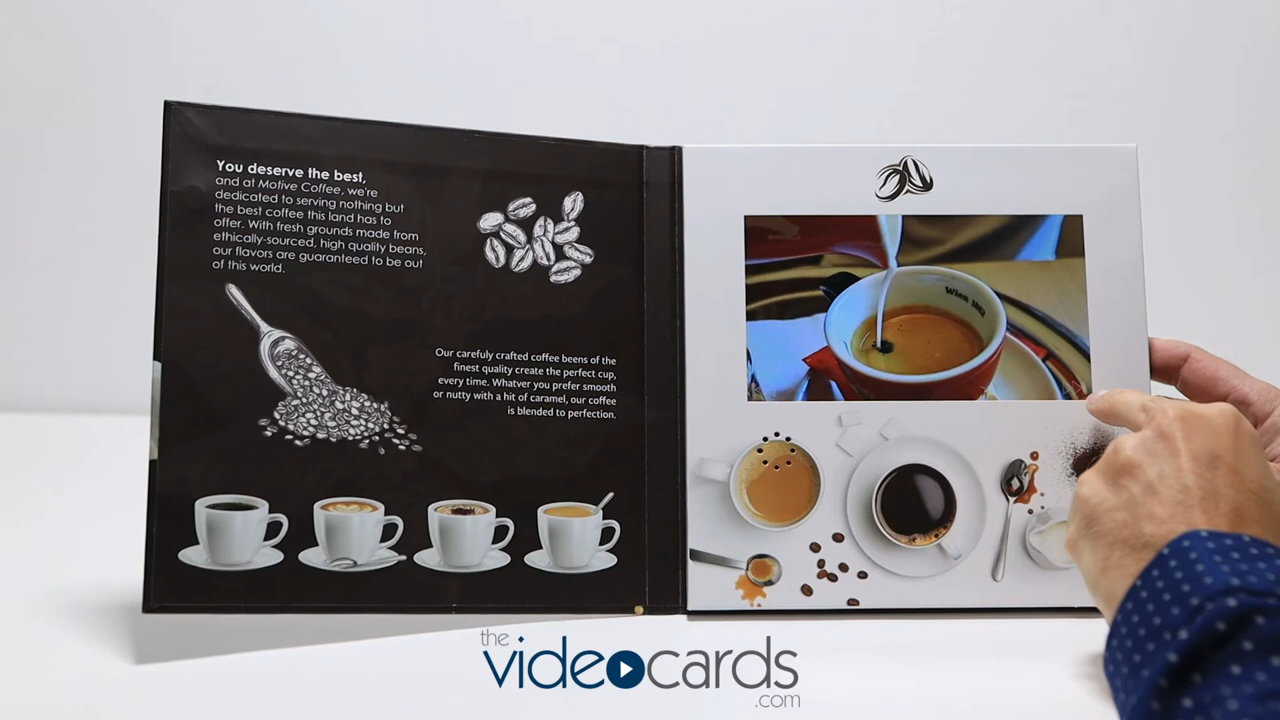 You deserve the best,
and at Motive Coffee, we're
dedicated to serving nothing but
the best coffee this land has to
offer. With fresh grounds made from
ethically-sourced, high quality beans,
our flavors are guaranteed to be out
of this world.
Our carefuly crafted coffee beens of the
finest quality create the perfect cup,
every time. Whatver you prefer smooth
or nutty with a hit of caramel, our coffee
is blended to perfection.
Wien 1862
the
videocards
.com